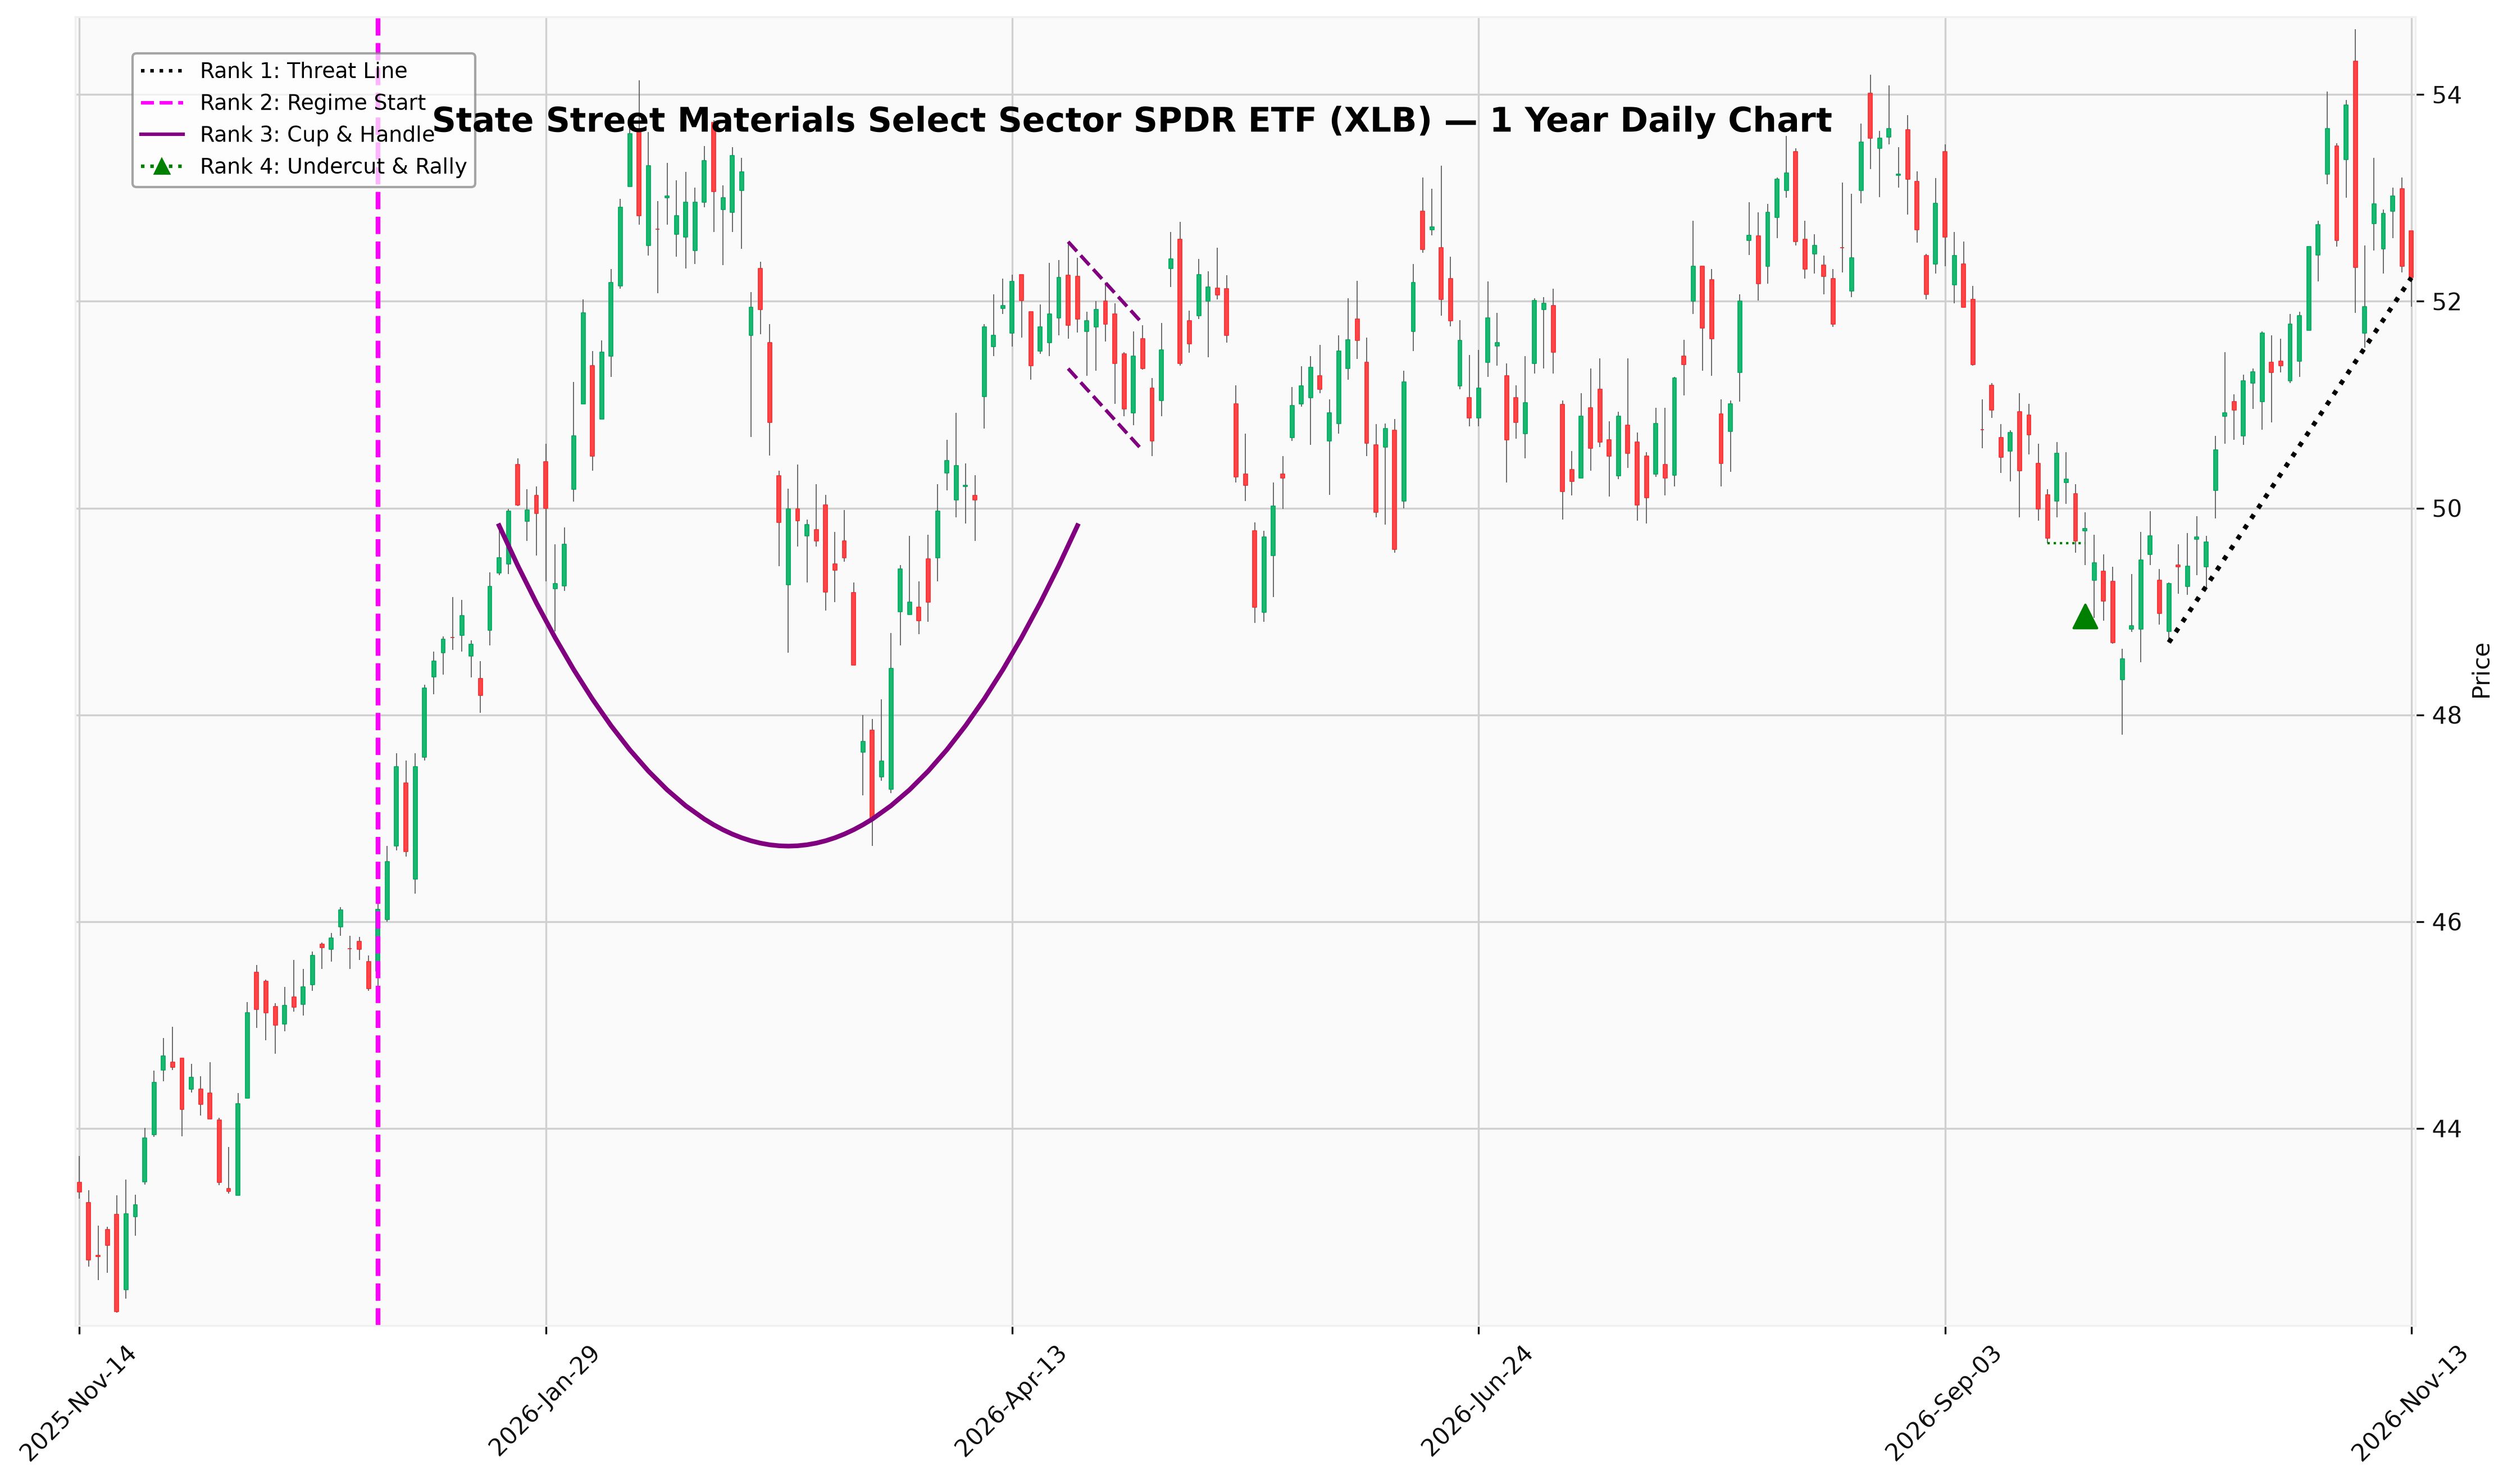 State Street Materials Select Sector SPDR ETF (XLB) — 1 Year Daily Chart
Rank 1: Threat Line
Rank 2: Regime Start
Rank 3: Cup & Handle
Rank 4: Undercut & Rally
54
52
50
48
46
44
Price
2025-Nov-14
2026-Jan-29
2026-Apr-13
2026-Jun-24
2026-Sep-03
2026-Nov-13